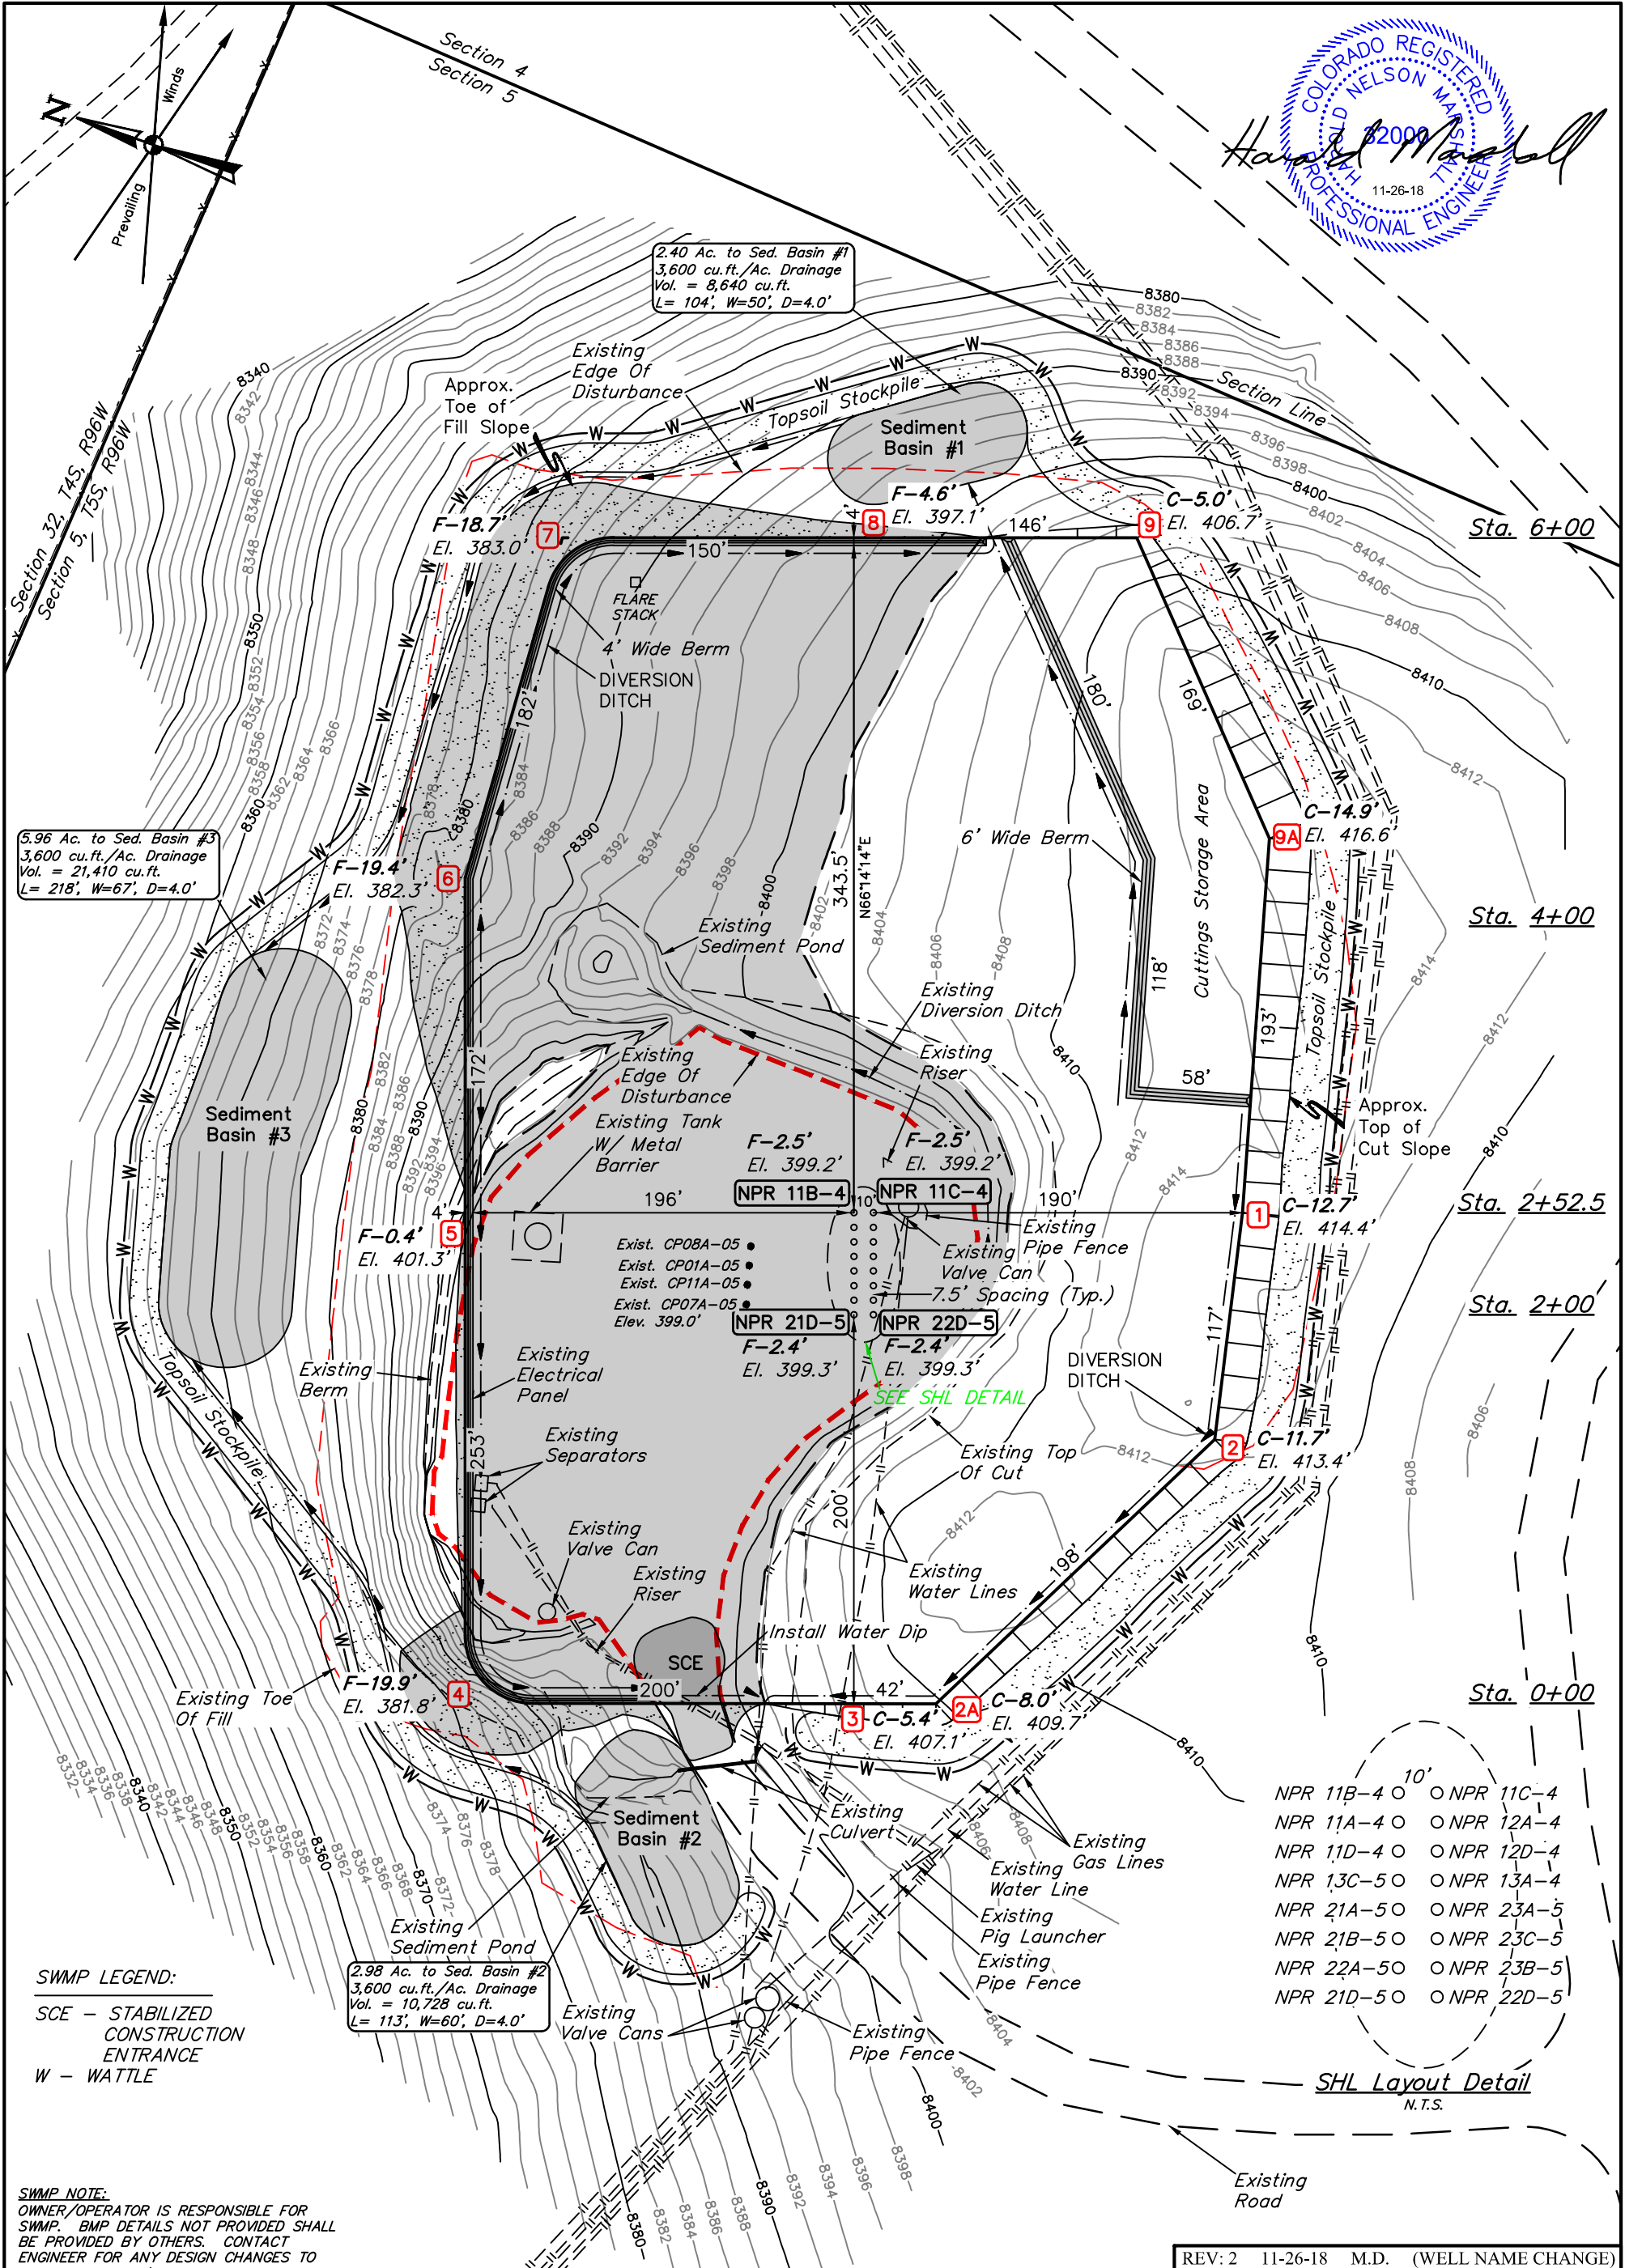 Section 4
Section 5
N
Winds
Prevailing
COLORADO REGISTERED
HAROLD NELSON MARSHALL
32000
11-26-18
PROFESSIONAL ENGINEER
Harold Marshall
2.40 Ac. to Sed. Basin #1
3,600 cu.ft./Ac. Drainage
Vol. = 8,640 cu.ft.
L= 104', W=50', D=4.0'
Section 32, T4S, R96W
Section 5, T5S, R96W
Section Line
Existing
Edge Of
Disturbance
Approx.
Toe of
Fill Slope
Topsoil Stockpile
Sediment
Basin #1
F-18.7'
El. 383.0'
7
F-4.6'
El. 397.1'
8
4'
146'
C-5.0'
El. 406.7'
9
Sta. 6+00
150'
FLARE
STACK
4' Wide Berm
DIVERSION
DITCH
182'
180'
169'
343.5'
N66°14'14"E
Cuttings Storage Area
6' Wide Berm
C-14.9'
El. 416.6'
9A
5.96 Ac. to Sed. Basin #3
3,600 cu.ft./Ac. Drainage
Vol. = 21,410 cu.ft.
L= 218', W=67', D=4.0'
F-19.4'
El. 382.3'
6
Sta. 4+00
Existing
Sediment Pond
118'
193'
Topsoil Stockpile
Existing
Diversion Ditch
172'
Existing
Edge Of
Disturbance
Existing
Riser
58'
Approx.
Top of
Cut Slope
Sediment
Basin #3
Existing Tank
W/ Metal
Barrier
F-2.5'
El. 399.2'
F-2.5'
El. 399.2'
NPR 11B-4
NPR 11C-4
4'
196'
10'
190'
5
F-0.4'
El. 401.3'
1
C-12.7'
El. 414.4'
Sta. 2+52.5
Exist. CP08A-05
Exist. CP01A-05
Exist. CP11A-05
Exist. CP07A-05
Elev. 399.0'
Existing
Pipe Fence
Existing
Valve Can
7.5' Spacing (Typ.)
Sta. 2+00
NPR 21D-5
NPR 22D-5
F-2.4'
El. 399.3'
F-2.4'
El. 399.3'
SEE SHL DETAIL
117'
DIVERSION
DITCH
Existing
Berm
Existing
Electrical
Panel
Topsoil Stockpile
253'
Existing
Separators
Existing Top
Of Cut
2
C-11.7'
El. 413.4'
200'
198'
Existing
Valve Can
Existing
Riser
Existing
Water Lines
Install Water Dip
SCE
F-19.9'
El. 381.8'
4
Existing Toe
Of Fill
200'
42'
3
C-5.4'
El. 407.1'
2A
C-8.0'
El. 409.7'
Sta. 0+00
Sediment
Basin #2
Existing
Culvert
Existing
Gas Lines
Existing
Water Line
Existing
Pig Launcher
Existing
Pipe Fence
Existing
Sediment Pond
2.98 Ac. to Sed. Basin #2
3,600 cu.ft./Ac. Drainage
Vol. = 10,728 cu.ft.
L= 113', W=60', D=4.0'
Existing
Valve Cans
Existing
Pipe Fence
10'
NPR 11B-4 NPR 11C-4
NPR 11A-4 NPR 12A-4
NPR 11D-4 NPR 12D-4
NPR 13C-5 NPR 13A-4
NPR 21A-5 NPR 23A-5
NPR 21B-5 NPR 23C-5
NPR 22A-5 NPR 23B-5
NPR 21D-5 NPR 22D-5
SHL Layout Detail
N.T.S.
Existing
Road
SWMP LEGEND:
SCE - STABILIZED
CONSTRUCTION
ENTRANCE
W - WATTLE
SWMP NOTE:
OWNER/OPERATOR IS RESPONSIBLE FOR
SWMP. BMP DETAILS NOT PROVIDED SHALL
BE PROVIDED BY OTHERS. CONTACT
ENGINEER FOR ANY DESIGN CHANGES TO
REV: 2 11-26-18 M.D. (WELL NAME CHANGE)